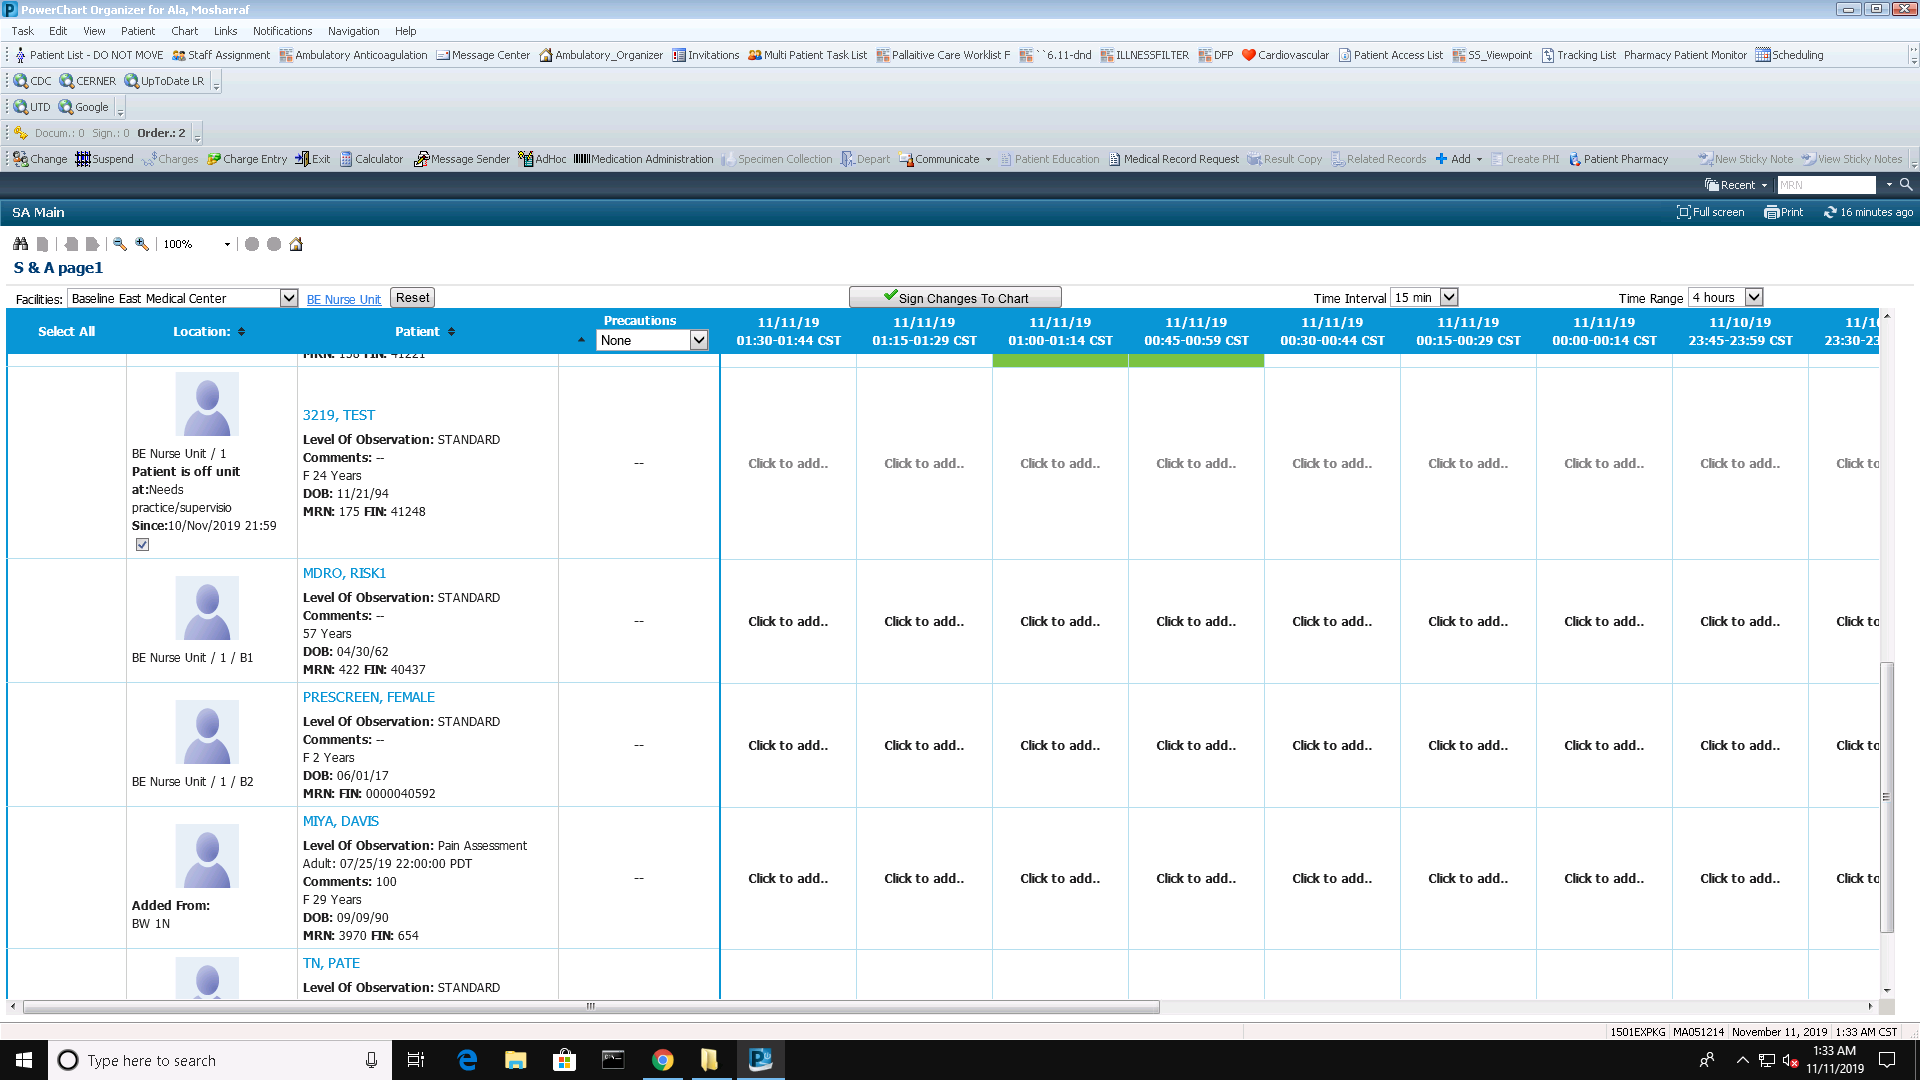 PowerChart Organizer for Ala, Mosharraf
Task Edit View Patient Chart Links Notifications Navigation Help
Patient List - DO NOT MOVE Staff Assignment Ambulatory Anticoagulation Message Center Ambulatory_Organizer Invitations Multi Patient Task List Pallaitive Care Worklist F ``6.11-dnd ILLNESSFILTER DFP Cardiovascular Patient Access List SS_Viewpoint Tracking List Pharmacy Patient Monitor Scheduling
CDC CERNER UpToDate LR
UTD Google
Docum.: 0 Sign.: 0 Order.: 2
Change Suspend Charges Charge Entry Exit Calculator Message Sender AdHoc Medication Administration Specimen Collection Depart Communicate Patient Education Medical Record Request Result Copy Related Records Add Create PHI Patient Pharmacy New Sticky Note View Sticky Notes
Recent MRN
SA Main Full screen Print 16 minutes ago
100%
S & A page1
Facilities: Baseline East Medical Center BE Nurse Unit Reset Sign Changes To Chart Time Interval 15 min Time Range 4 hours
Select All Location: Patient Precautions None
11/11/19 11/11/19 11/11/19 11/11/19 11/11/19 11/11/19 11/11/19 11/10/19 11/1
01:30-01:44 CST 01:15-01:29 CST 01:00-01:14 CST 00:45-00:59 CST 00:30-00:44 CST 00:15-00:29 CST 00:00-00:14 CST 23:45-23:59 CST 23:30-23:5
MRN: 198 FIN: 41221
BE Nurse Unit / 1
Patient is off unit
at:Needs
practice/supervisio
Since:10/Nov/2019 21:59
3219, TEST
Level Of Observation: STANDARD
Comments: --
F 24 Years
DOB: 11/21/94
MRN: 175 FIN: 41248
-- Click to add.. Click to add.. Click to add.. Click to add.. Click to add.. Click to add.. Click to add.. Click to add.. Click to
BE Nurse Unit / 1 / B1
MDRO, RISK1
Level Of Observation: STANDARD
Comments: --
57 Years
DOB: 04/30/62
MRN: 422 FIN: 40437
-- Click to add.. Click to add.. Click to add.. Click to add.. Click to add.. Click to add.. Click to add.. Click to add.. Click to
BE Nurse Unit / 1 / B2
PRESCREEN, FEMALE
Level Of Observation: STANDARD
Comments: --
F 2 Years
DOB: 06/01/17
MRN: FIN: 0000040592
-- Click to add.. Click to add.. Click to add.. Click to add.. Click to add.. Click to add.. Click to add.. Click to add.. Click to
Added From:
BW 1N
MIYA, DAVIS
Level Of Observation: Pain Assessment
Adult: 07/25/19 22:00:00 PDT
Comments: 100
F 29 Years
DOB: 09/09/90
MRN: 3970 FIN: 654
-- Click to add.. Click to add.. Click to add.. Click to add.. Click to add.. Click to add.. Click to add.. Click to add.. Click to
TN, PATE
Level Of Observation: STANDARD
1501EXPKG MA051214 November 11, 2019 1:33 AM CST
Type here to search
1:33 AM
11/11/2019